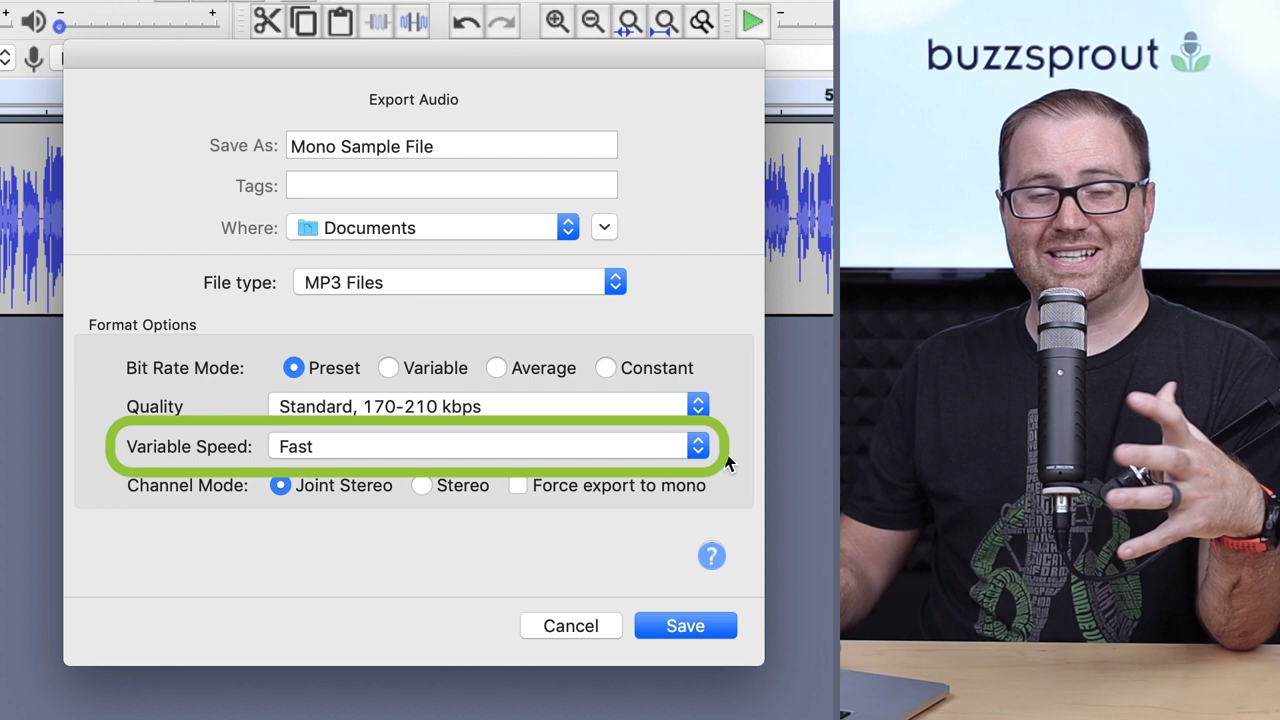 5
buzzsprout
Export Audio
Save As: Mono Sample File
Tags:
Where: Documents
File type: MP3 Files
Format Options
Bit Rate Mode: Preset Variable Average Constant
Quality Standard, 170-210 kbps
Variable Speed: Fast
Channel Mode: Joint Stereo Stereo Force export to mono
?
Cancel Save